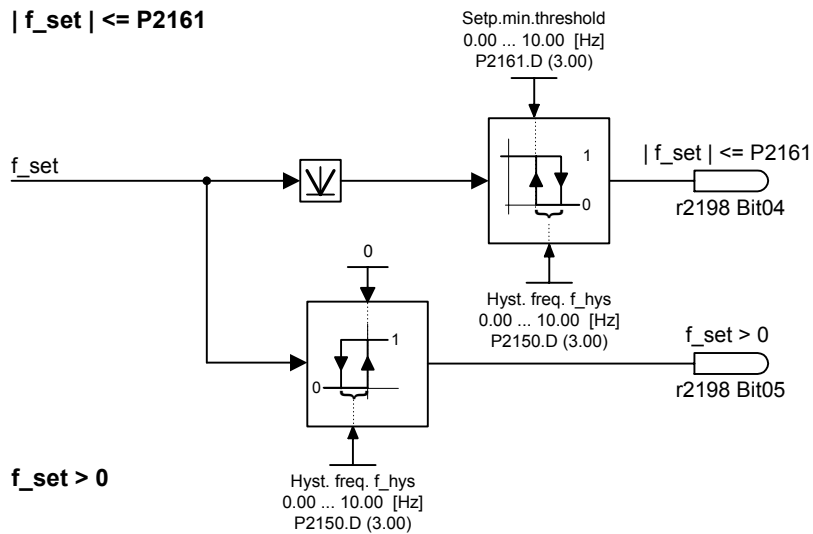 | f_set | <= P2161
Setp.min.threshold
0.00 ... 10.00 [Hz]
P2161.D (3.00)
f_set
1
0
| f_set | <= P2161
r2198 Bit04
Hyst. freq. f_hys
0.00 ... 10.00 [Hz]
P2150.D (3.00)
0
1
0
f_set > 0
r2198 Bit05
f_set > 0
Hyst. freq. f_hys
0.00 ... 10.00 [Hz]
P2150.D (3.00)